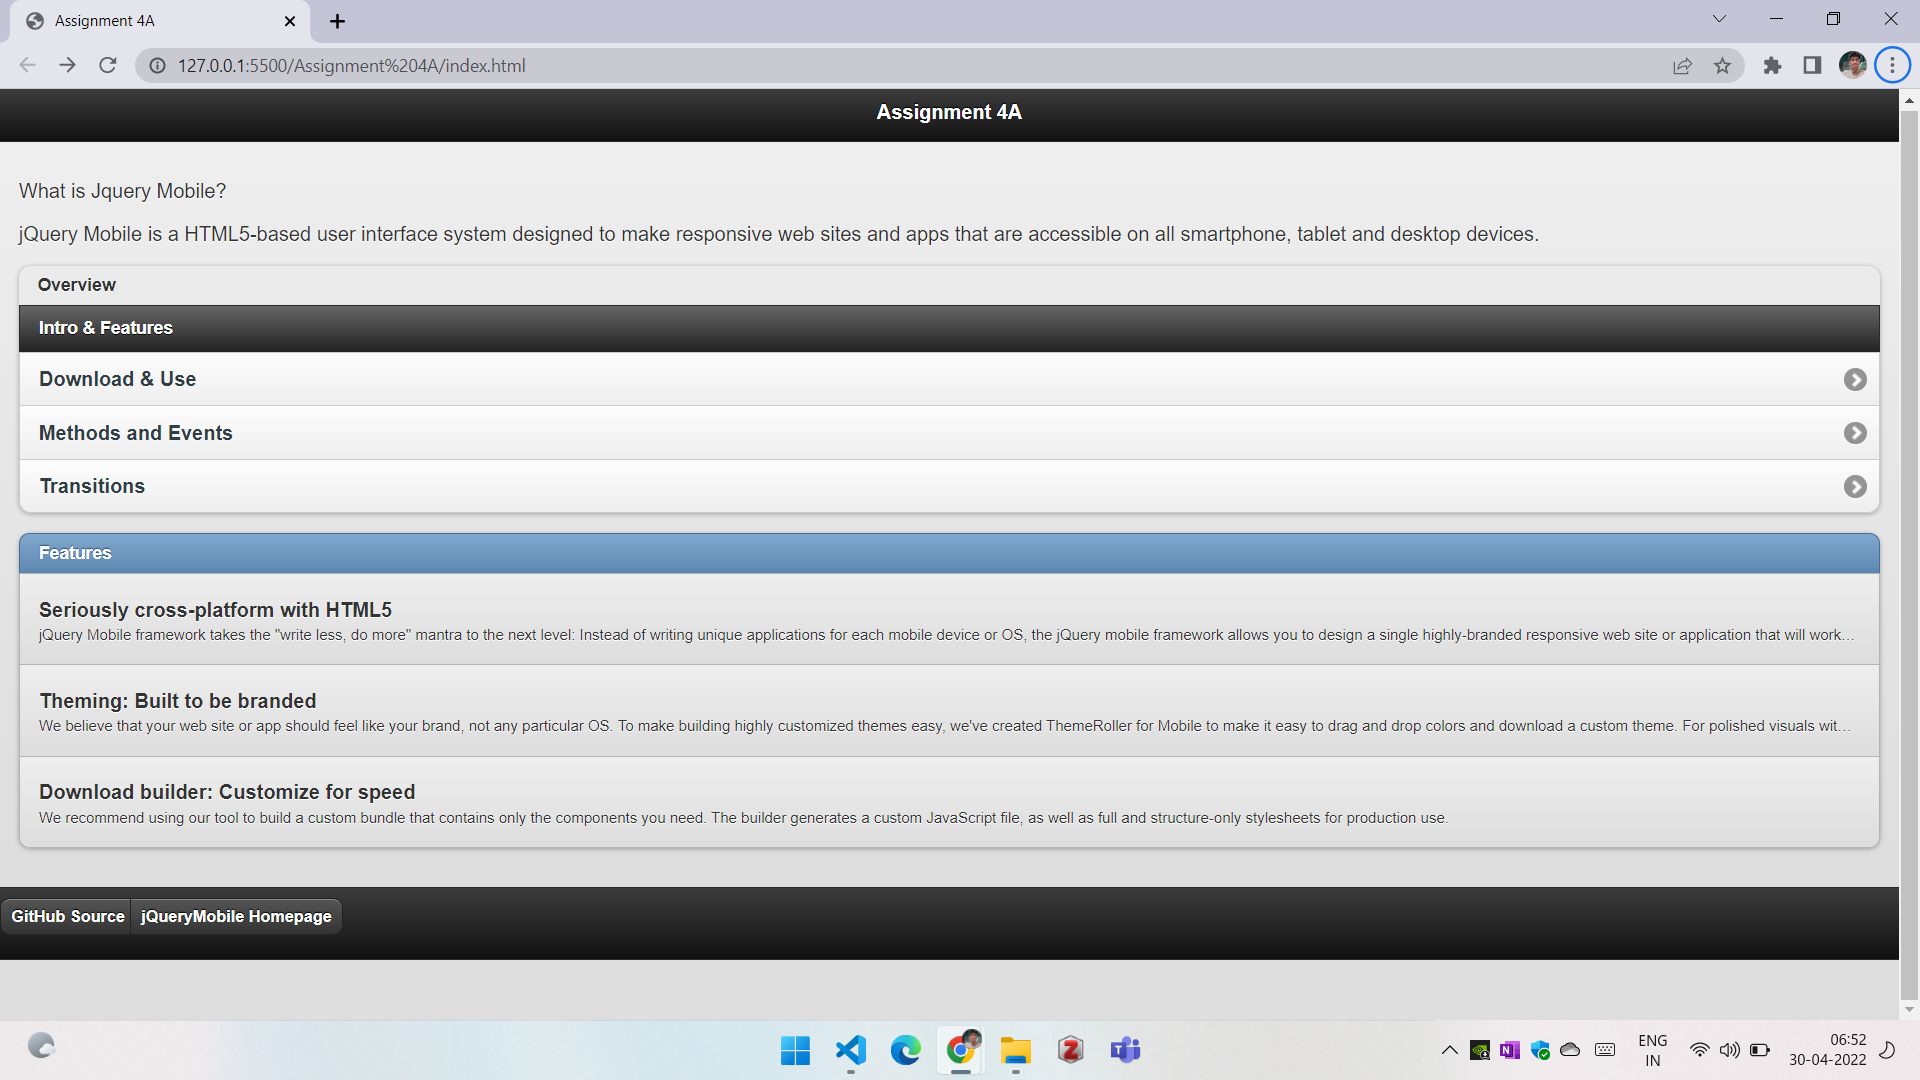 Assignment 4A
127.0.0.1:5500/Assignment%204A/index.html
Assignment 4A
What is Jquery Mobile?
jQuery Mobile is a HTML5-based user interface system designed to make responsive web sites and apps that are accessible on all smartphone, tablet and desktop devices.
Overview
Intro & Features
Download & Use
Methods and Events
Transitions
Features
Seriously cross-platform with HTML5
jQuery Mobile framework takes the "write less, do more" mantra to the next level: Instead of writing unique applications for each mobile device or OS, the jQuery mobile framework allows you to design a single highly-branded responsive web site or application that will work...
Theming: Built to be branded
We believe that your web site or app should feel like your brand, not any particular OS. To make building highly customized themes easy, we've created ThemeRoller for Mobile to make it easy to drag and drop colors and download a custom theme. For polished visuals wit...
Download builder: Customize for speed
We recommend using our tool to build a custom bundle that contains only the components you need. The builder generates a custom JavaScript file, as well as full and structure-only stylesheets for production use.
GitHub Source jQueryMobile Homepage
ENG
IN
06:52
30-04-2022